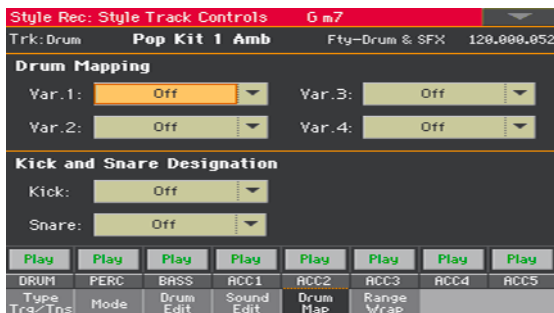 Style Rec: Style Track Controls G m7
Trk:Drum Pop Kit 1 Amb Fty-Drum & SFX 120.000.052
Drum Mapping
Var.1: Off Var.3: Off
Var.2: Off Var.4: Off
Kick and Snare Designation
Kick: Off
Snare: Off
Play Play Play Play Play Play Play Play
DRUM PERC BASS ACC1 ACC2 ACC3 ACC4 ACC5
Type Trg/Tns Mode Drum Edit Sound Edit Drum Map Range Wrap